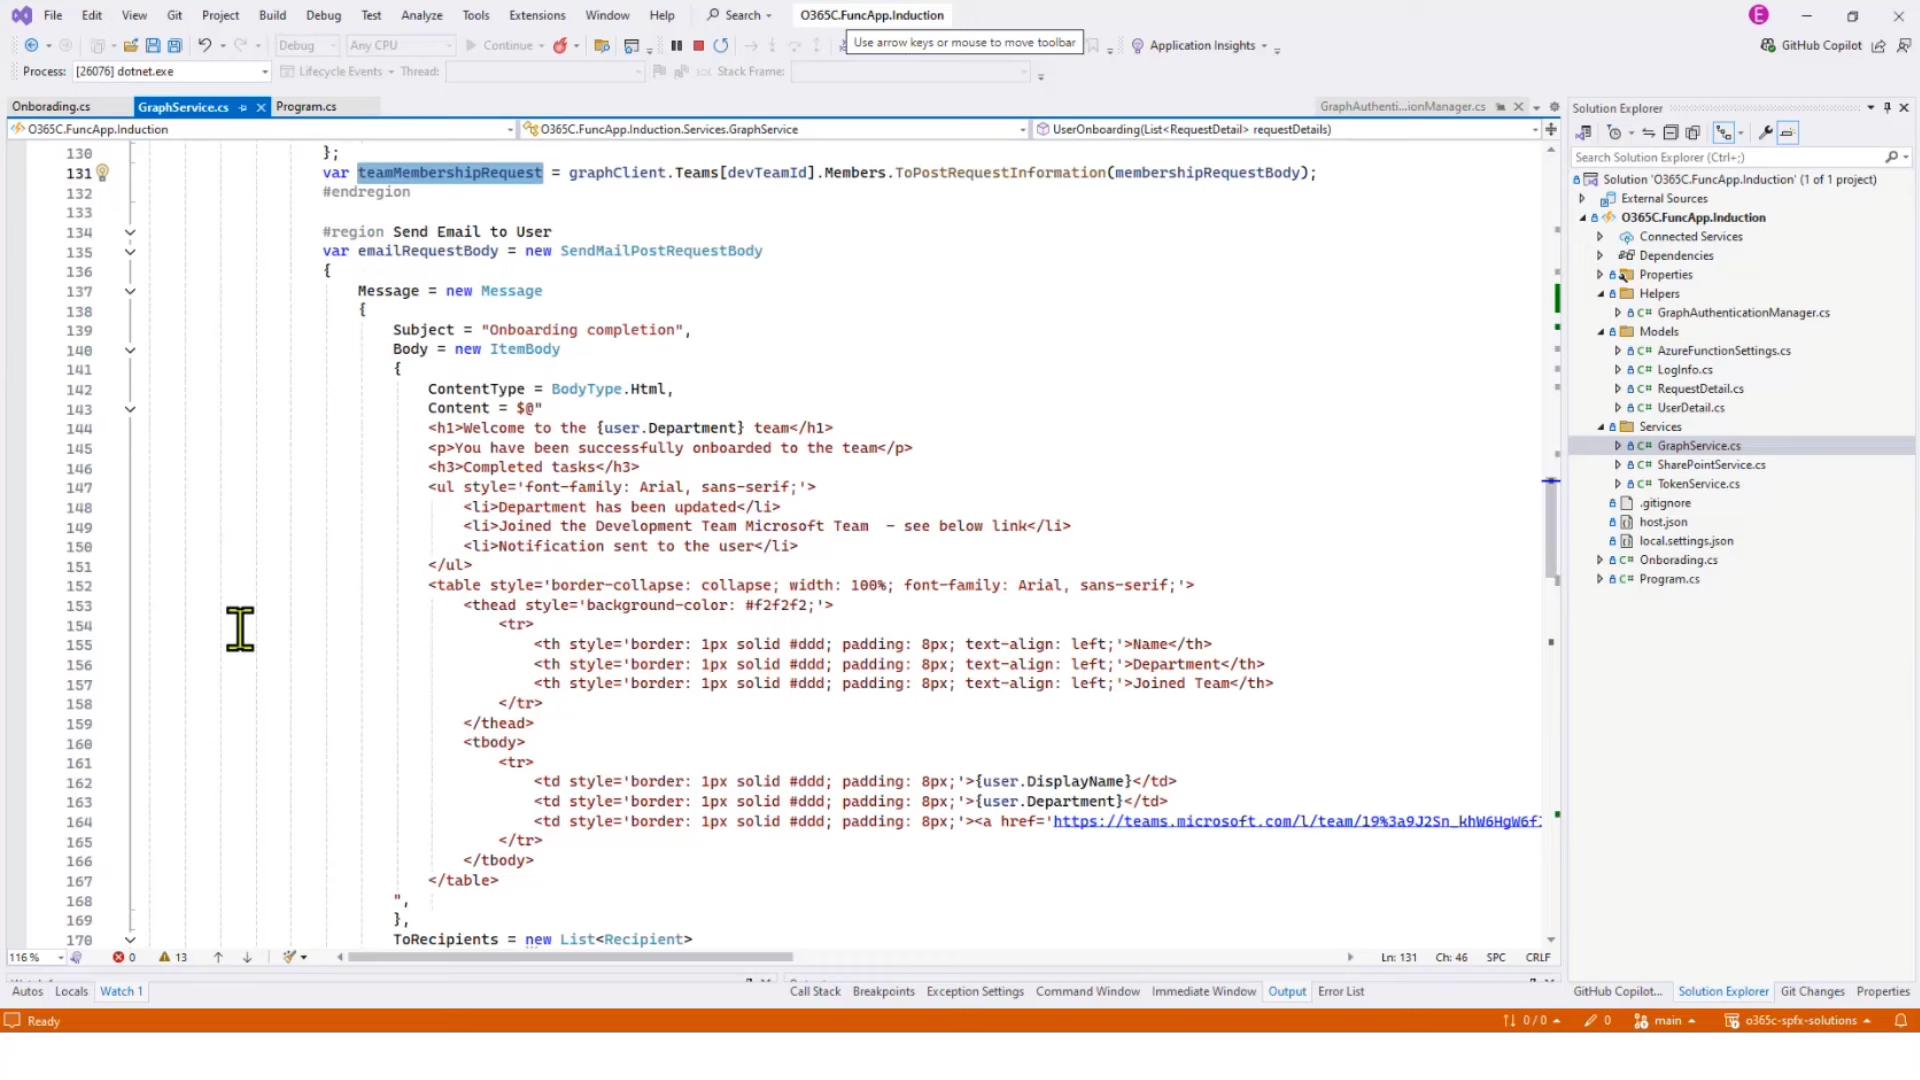 File Edit View Git Project Build Debug Test Analyze Tools Extensions Window Help Search O365C.FuncApp.Induction E
Debug Any CPU Continue Use arrow keys or mouse to move toolbar Application Insights GitHub Copilot
Process: [26076] dotnet.exe Lifecycle Events Thread: Stack Frame:
Onborading.cs GraphService.cs Program.cs GraphAuthenti...ionManager.cs
O365C.FuncApp.Induction O365C.FuncApp.Induction.Services.GraphService UserOnboarding(List<RequestDetail> requestDetails)
130 };
131 var teamMembershipRequest = graphClient.Teams[devTeamId].Members.ToPostRequestInformation(membershipRequestBody);
132 #endregion
133
134 #region Send Email to User
135 var emailRequestBody = new SendMailPostRequestBody
136 {
137 Message = new Message
138 {
139 Subject = "Onboarding completion",
140 Body = new ItemBody
141 {
142 ContentType = BodyType.Html,
143 Content = $@"
144 <h1>Welcome to the {user.Department} team</h1>
145 <p>You have been successfully onboarded to the team</p>
146 <h3>Completed tasks</h3>
147 <ul style='font-family: Arial, sans-serif;'>
148 <li>Department has been updated</li>
149 <li>Joined the Development Team Microsoft Team - see below link</li>
150 <li>Notification sent to the user</li>
151 </ul>
152 <table style='border-collapse: collapse; width: 100%; font-family: Arial, sans-serif;'>
153 <thead style='background-color: #f2f2f2;'>
154 <tr>
155 <th style='border: 1px solid #ddd; padding: 8px; text-align: left;'>Name</th>
156 <th style='border: 1px solid #ddd; padding: 8px; text-align: left;'>Department</th>
157 <th style='border: 1px solid #ddd; padding: 8px; text-align: left;'>Joined Team</th>
158 </tr>
159 </thead>
160 <tbody>
161 <tr>
162 <td style='border: 1px solid #ddd; padding: 8px;'>{user.DisplayName}</td>
163 <td style='border: 1px solid #ddd; padding: 8px;'>{user.Department}</td>
164 <td style='border: 1px solid #ddd; padding: 8px;'><a href='https://teams.microsoft.com/l/team/19%3a9J2Sn_khW6HgW6f
165 </tr>
166 </tbody>
167 </table>
168 ",
169 },
170 ToRecipients = new List<Recipient>
116 % 0 13 Ln: 131 Ch: 46 SPC CRLF
Autos Locals Watch 1 Call Stack Breakpoints Exception Settings Command Window Immediate Window Output Error List
Ready 0 / 0 0 main o365c-spfx-solutions
Solution Explorer
Search Solution Explorer (Ctrl+;)
Solution 'O365C.FuncApp.Induction' (1 of 1 project)
External Sources
O365C.FuncApp.Induction
Connected Services
Dependencies
Properties
Helpers
C# GraphAuthenticationManager.cs
Models
C# AzureFunctionSettings.cs
C# LogInfo.cs
C# RequestDetail.cs
C# UserDetail.cs
Services
C# GraphService.cs
C# SharePointService.cs
C# TokenService.cs
.gitignore
host.json
local.settings.json
C# Onborading.cs
C# Program.cs
GitHub Copilot... Solution Explorer Git Changes Properties